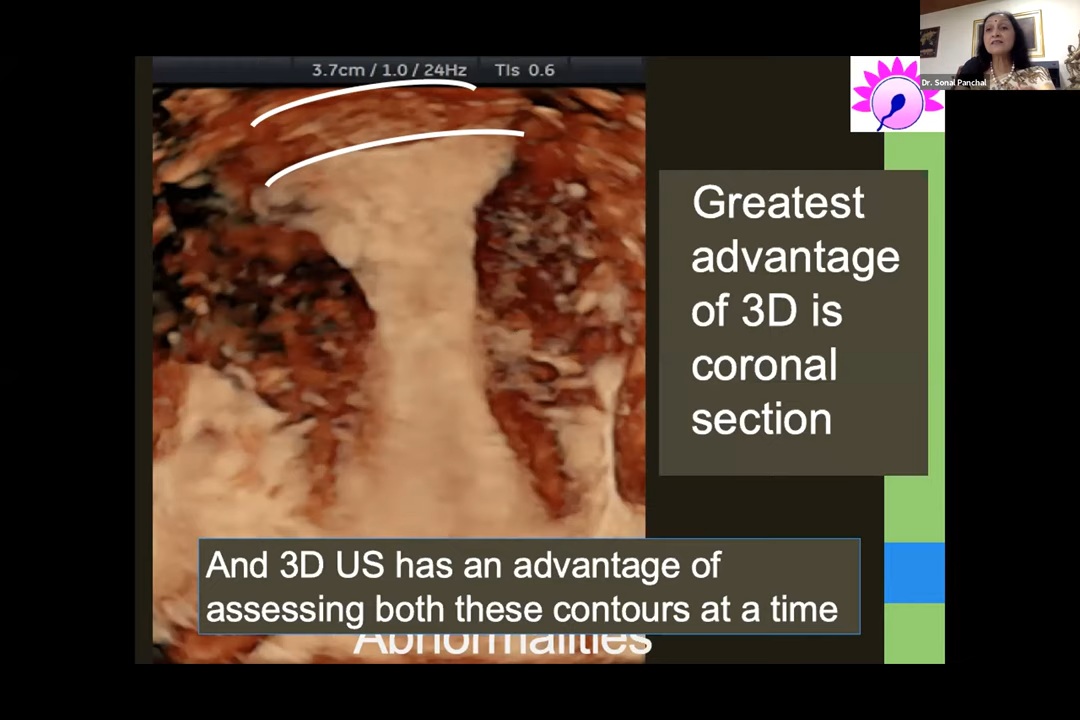 3.7cm / 1.0 / 24Hz TIs 0.6
Dr. Sonal Panchal
Greatest
advantage
of 3D is
coronal
section
And 3D US has an advantage of
assessing both these contours at a time
Abnormalities